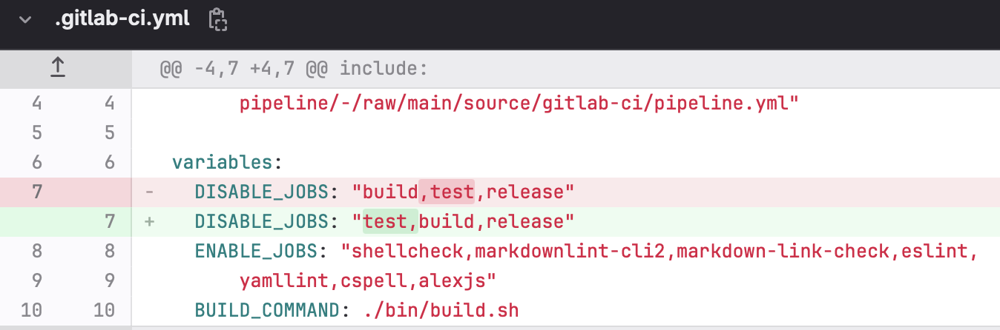 .gitlab-ci.yml
@@ -4,7 +4,7 @@ include:
4 4 pipeline/-/raw/main/source/gitlab-ci/pipeline.yml"
5 5
6 6 variables:
7 - DISABLE_JOBS: "build,test,release"
7 + DISABLE_JOBS: "test,build,release"
8 8 ENABLE_JOBS: "shellcheck,markdownlint-cli2,markdown-link-check,eslint,
9 9 yamllint,cspell,alexjs"
10 10 BUILD_COMMAND: ./bin/build.sh